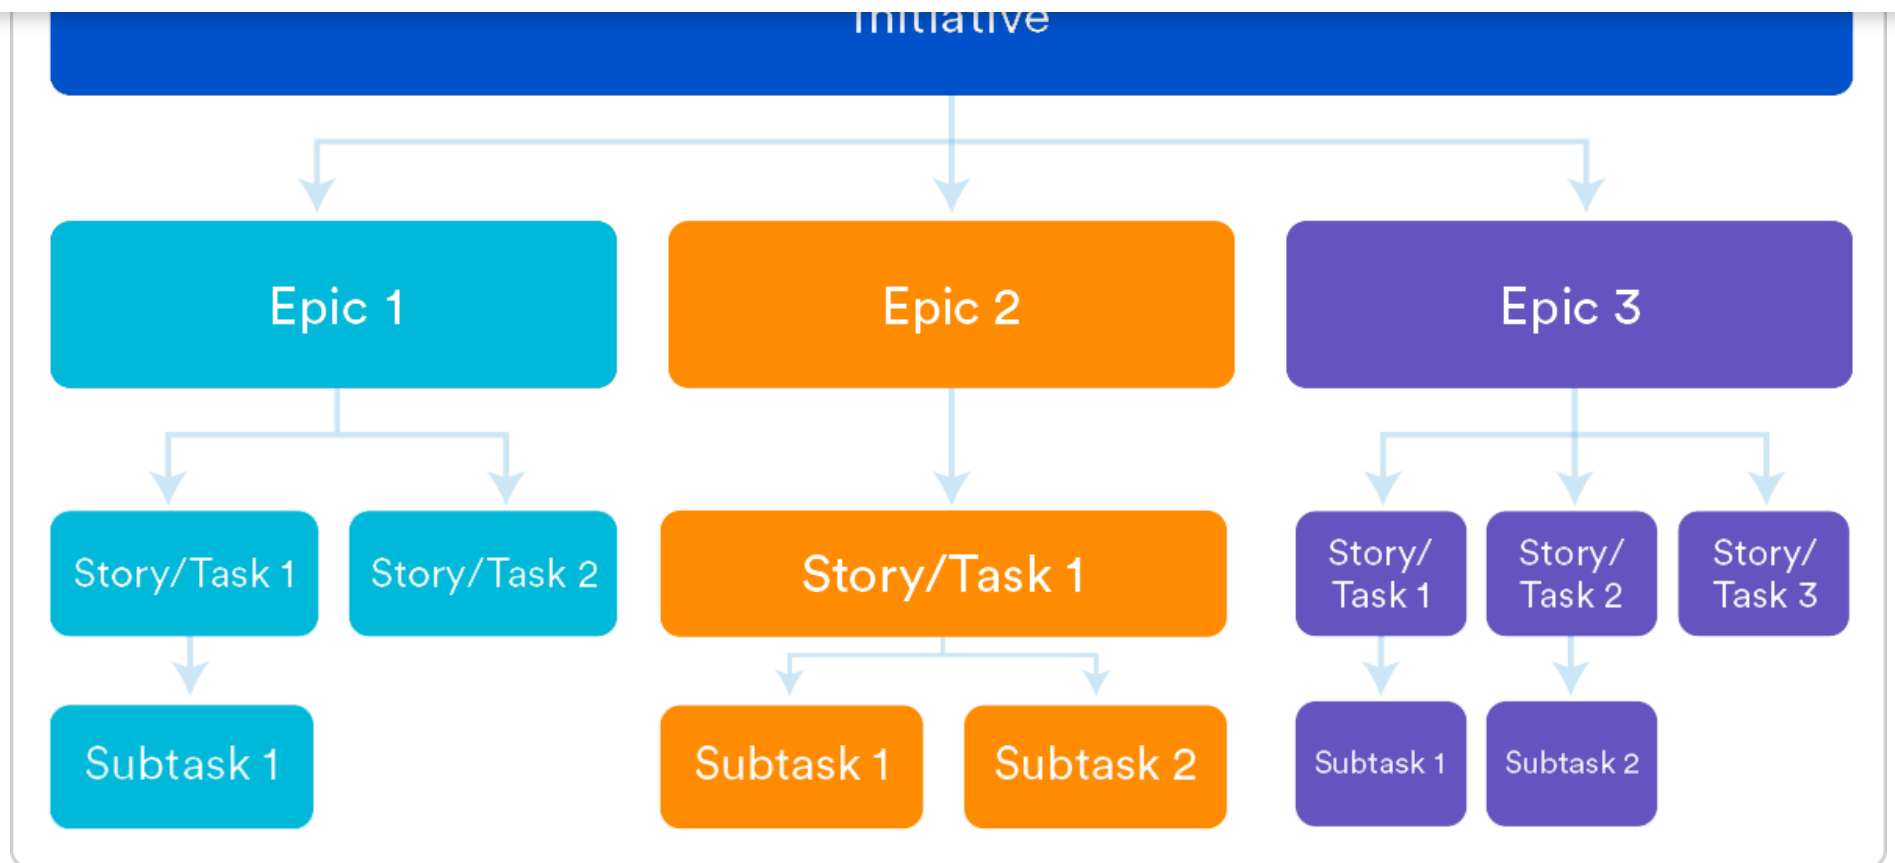 Initiative
Epic 1
Epic 2
Epic 3
Story/Task 1
Story/Task 2
Story/Task 1
Story/
Task 1
Story/
Task 2
Story/
Task 3
Subtask 1
Subtask 1
Subtask 2
Subtask 1
Subtask 2